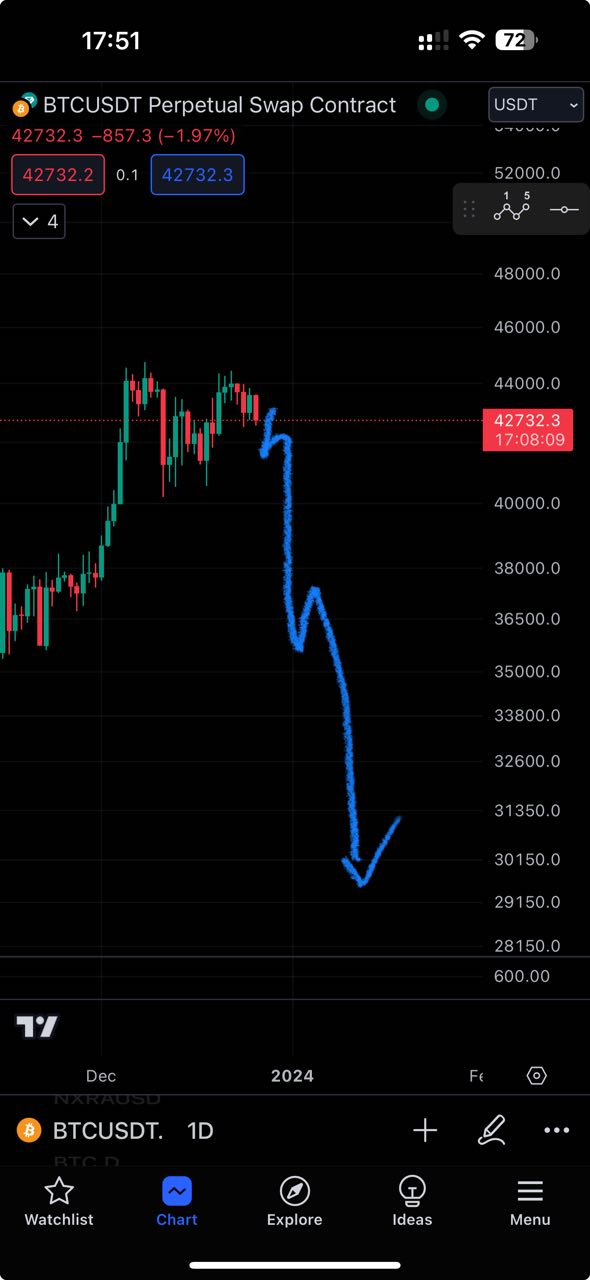 17:51
72
BTCUSDT Perpetual Swap Contract
USDT
42732.3 −857.3 (−1.97%)
42732.2 0.1 42732.3
4
1 5
52000.0
48000.0
46000.0
44000.0
42732.3
17:08:09
40000.0
38000.0
36500.0
35000.0
33800.0
32600.0
31350.0
30150.0
29150.0
28150.0
600.00
Dec 2024
NXRAUSD
BTCUSDT. 1D
BTC.D
Watchlist Chart Explore Ideas Menu